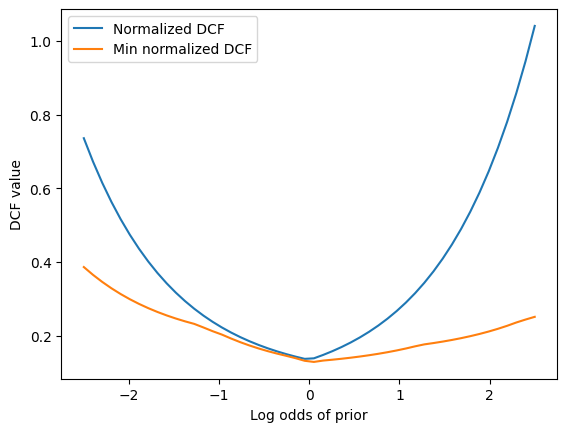 Normalized DCF
Min normalized DCF
1.0
0.8
0.6
0.4
0.2
DCF value
−2
−1
0
1
2
Log odds of prior